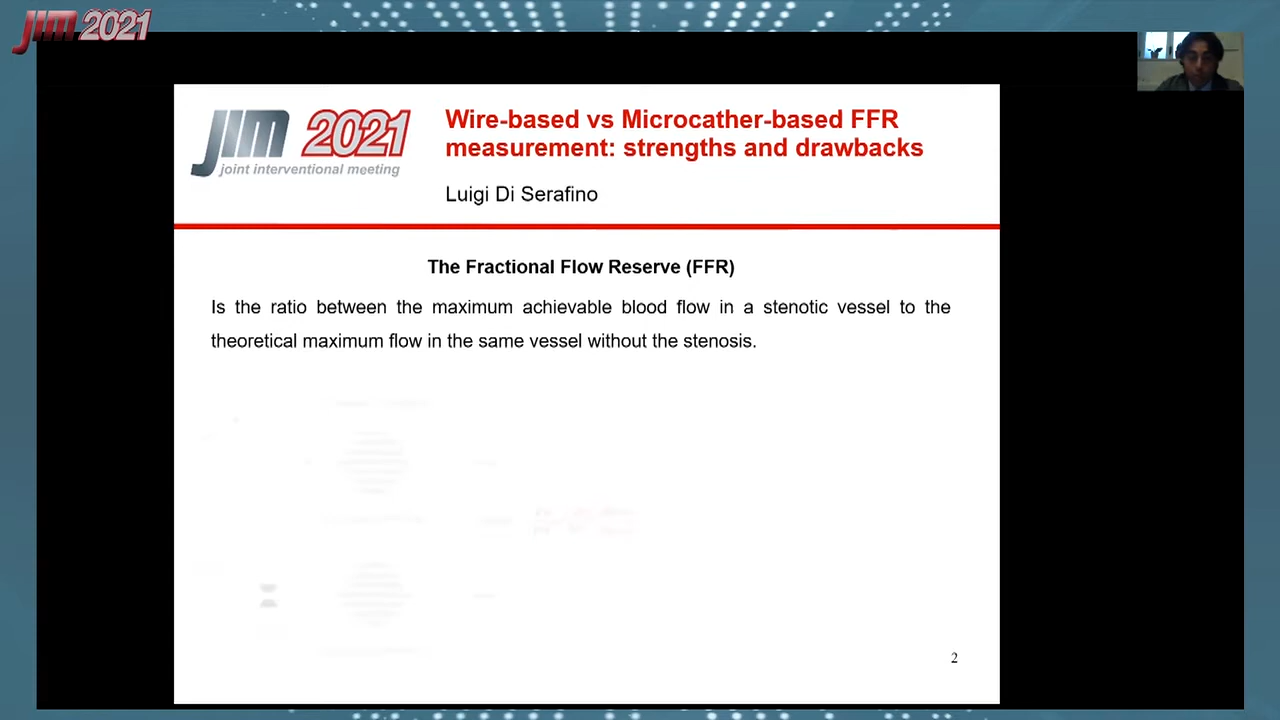 JIM 2021
JIM 2021
joint interventional meeting
Wire-based vs Microcather-based FFR
measurement: strengths and drawbacks
Luigi Di Serafino
The Fractional Flow Reserve (FFR)
Is the ratio between the maximum achievable blood flow in a stenotic vessel to the
theoretical maximum flow in the same vessel without the stenosis.
2